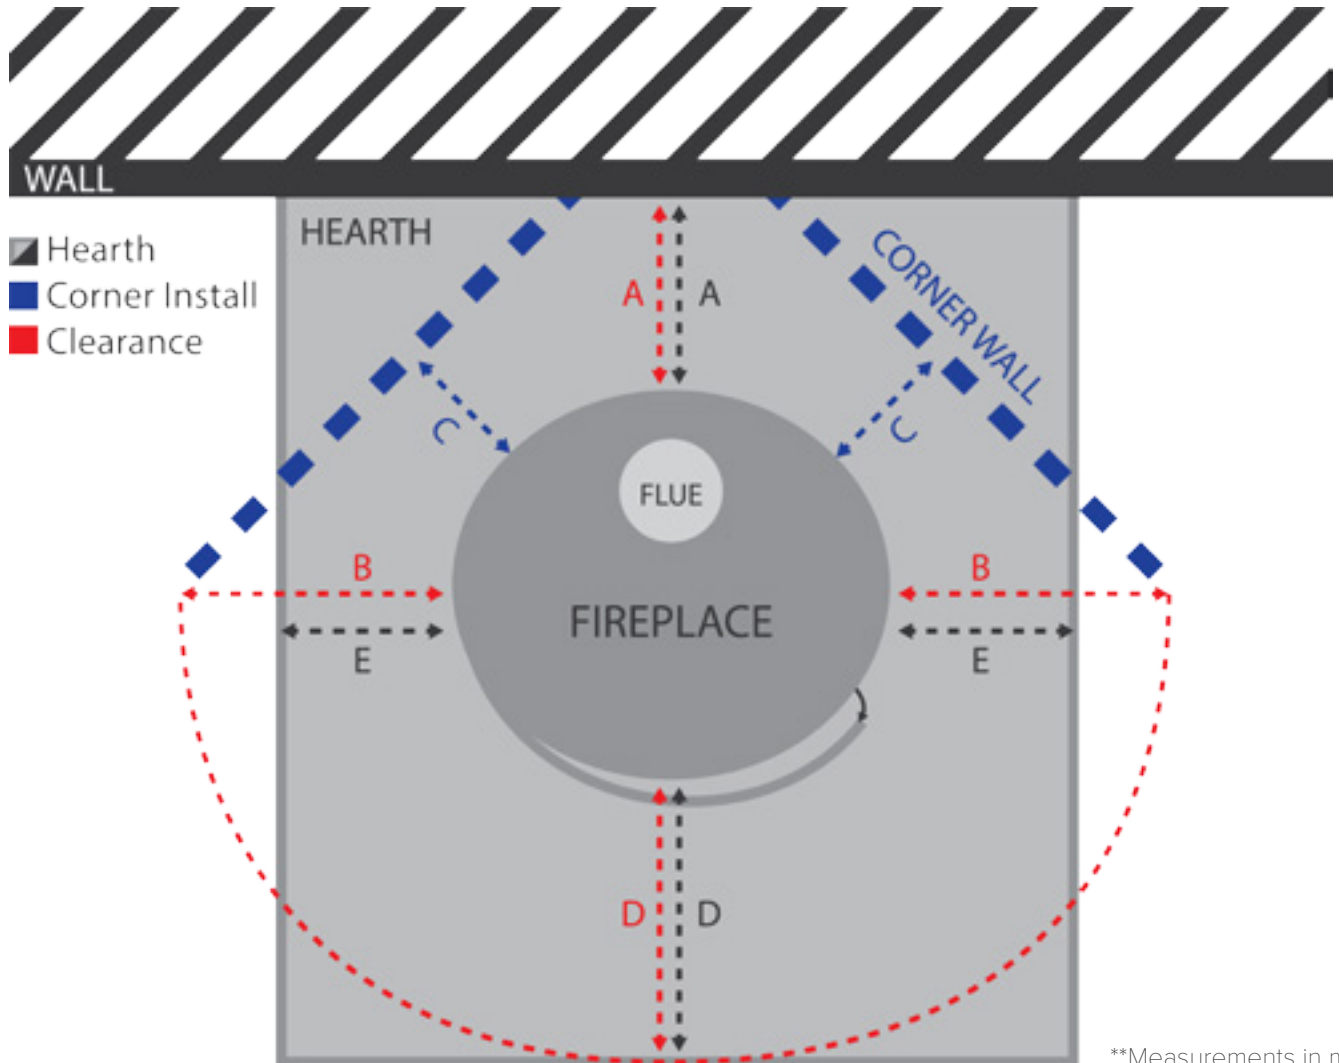 WALL
HEARTH
Hearth
Corner Install
Clearance
CORNER WALL
A A
C C
FLUE
B B
FIREPLACE
E E
D D
**Measurements in